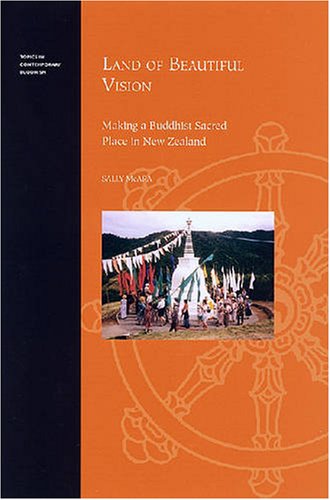 TOPICS IN
CONTEMPORARY
BUDDHISM
LAND OF BEAUTIFUL
VISION
Making a Buddhist Sacred
Place in New Zealand
SALLY MCARA